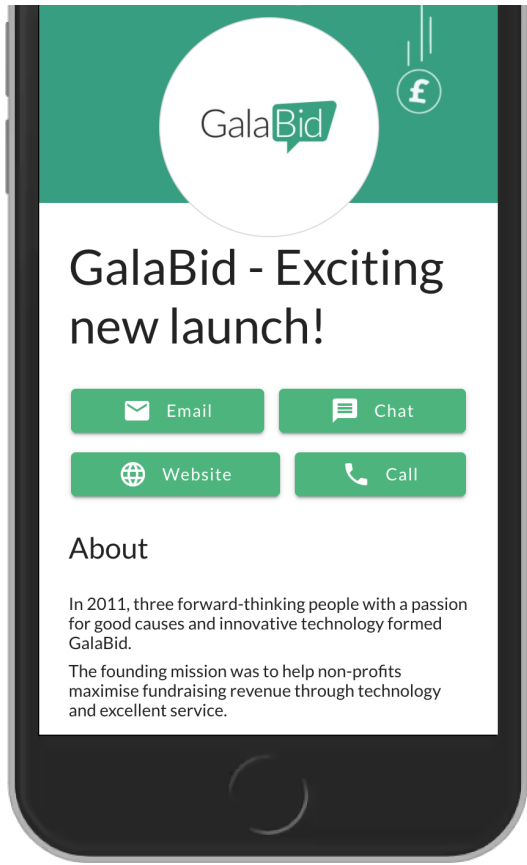 £
GalaBid
GalaBid - Exciting
new launch!
Email
Chat
Website
Call
About
In 2011, three forward-thinking people with a passion
for good causes and innovative technology formed
GalaBid.
The founding mission was to help non-profits
maximise fundraising revenue through technology
and excellent service.